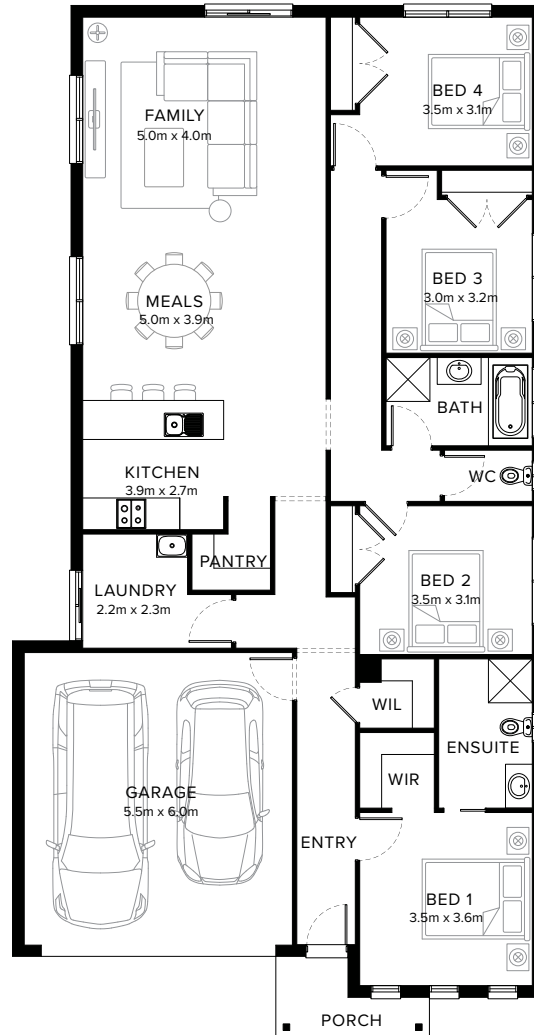 BED 4
3.5m x 3.1m
FAMILY
5.0m x 4.0m
BED 3
3.0m x 3.2m
MEALS
5.0m x 3.9m
BATH
KITCHEN
3.9m x 2.7m
WC
PANTRY
BED 2
3.5m x 3.1m
LAUNDRY
2.2m x 2.3m
WIL
ENSUITE
WIR
GARAGE
5.5m x 6.0m
ENTRY
BED 1
3.5m x 3.6m
PORCH